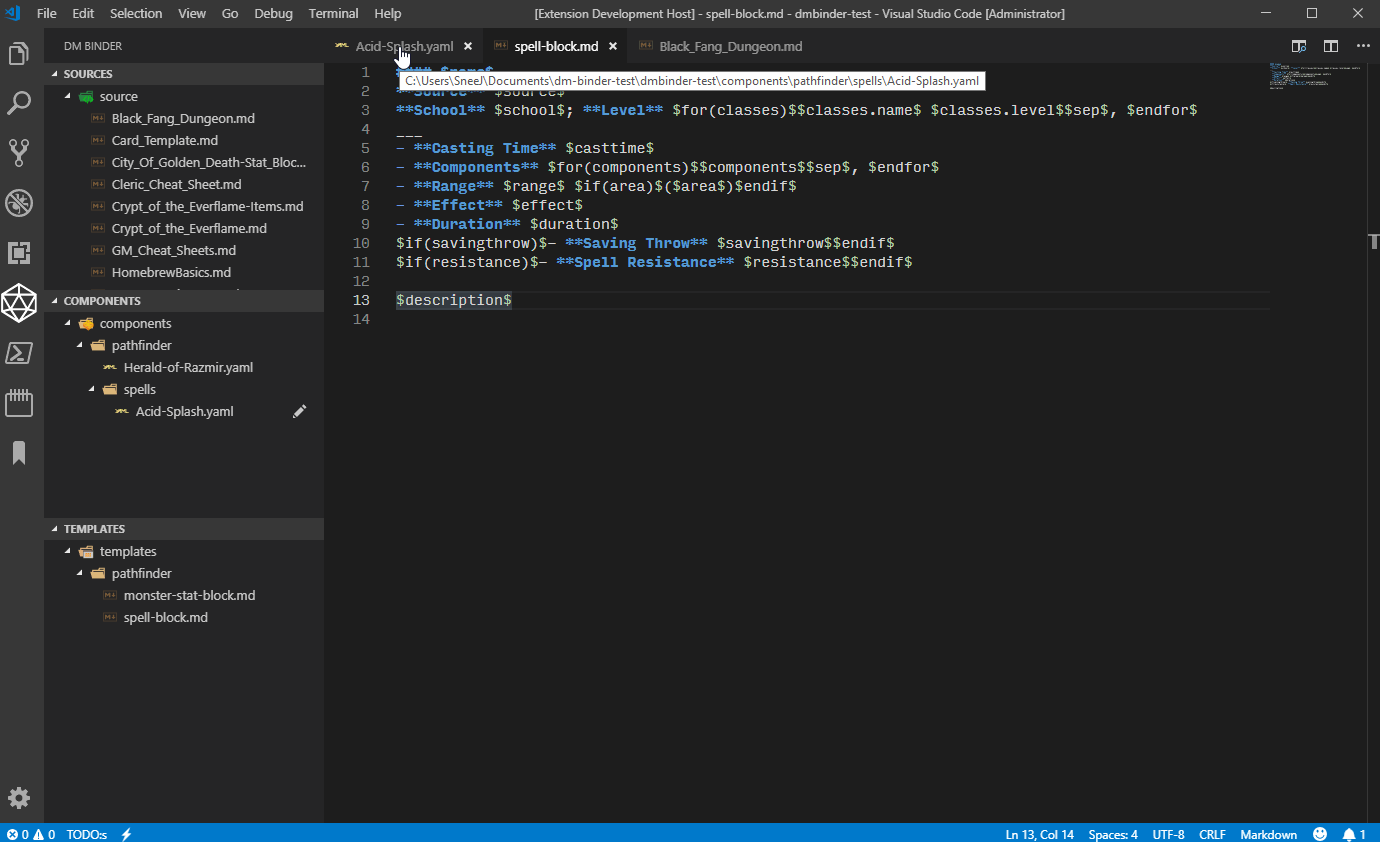 File Edit Selection View Go Debug Terminal Help
[Extension Development Host] - spell-block.md - dmbinder-test - Visual Studio Code [Administrator]
DM BINDER
SOURCES
source
Black_Fang_Dungeon.md
Card_Template.md
City_Of_Golden_Death-Stat_Bloc...
Cleric_Cheat_Sheet.md
Crypt_of_the_Everflame-Items.md
Crypt_of_the_Everflame.md
GM_Cheat_Sheets.md
HomebrewBasics.md
COMPONENTS
components
pathfinder
Herald-of-Razmir.yaml
spells
Acid-Splash.yaml
TEMPLATES
templates
pathfinder
monster-stat-block.md
spell-block.md
Acid-Splash.yaml spell-block.md Black_Fang_Dungeon.md
C:\Users\SneeJ\Documents\dm-binder-test\dmbinder-test\components\pathfinder\spells\Acid-Splash.yaml
1 #### $name$
2 **Source** $source$
3 **School** $school$; **Level** $for(classes)$$classes.name$ $classes.level$$sep$, $endfor$
4 ___
5 - **Casting Time** $casttime$
6 - **Components** $for(components)$$components$$sep$, $endfor$
7 - **Range** $range$ $if(area)$($area$)$endif$
8 - **Effect** $effect$
9 - **Duration** $duration$
10 $if(savingthrow)$- **Saving Throw** $savingthrow$$endif$
11 $if(resistance)$- **Spell Resistance** $resistance$$endif$
12
13 $description$
14
0 0 TODO:s Ln 13, Col 14 Spaces: 4 UTF-8 CRLF Markdown 1